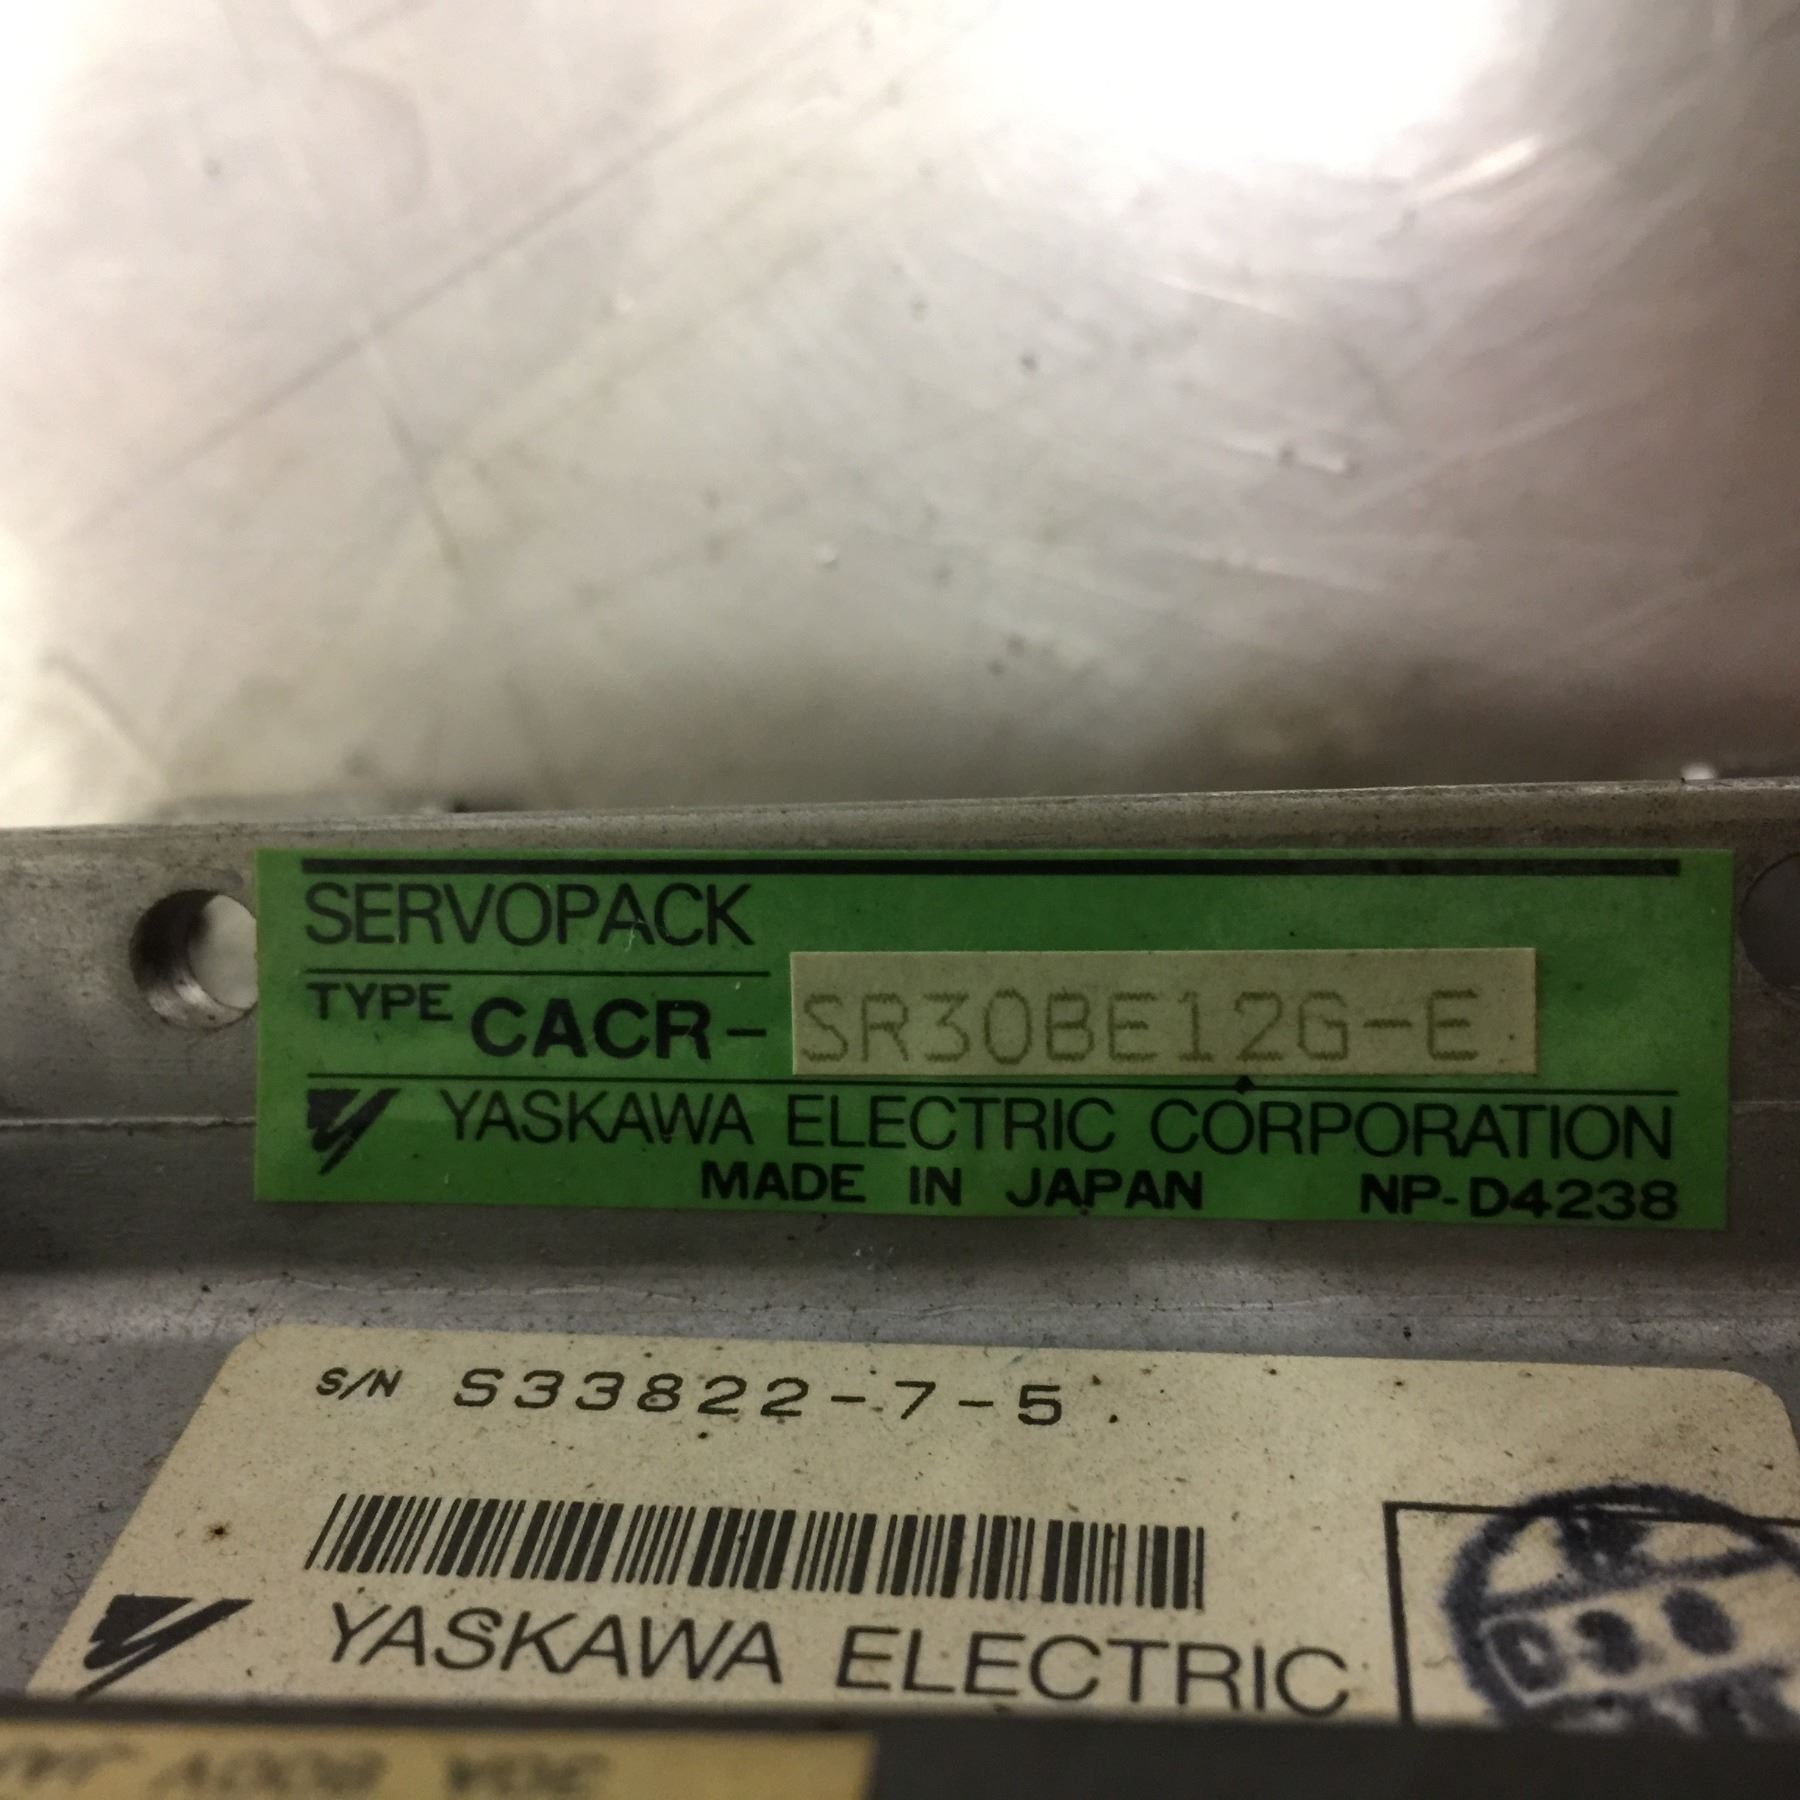 SERVOPACK
TYPE CACR- SR30BE12G-E
YASKAWA ELECTRIC CORPORATION
MADE IN JAPAN NP-D4238
S/N S33822-7-5
YASKAWA ELECTRIC